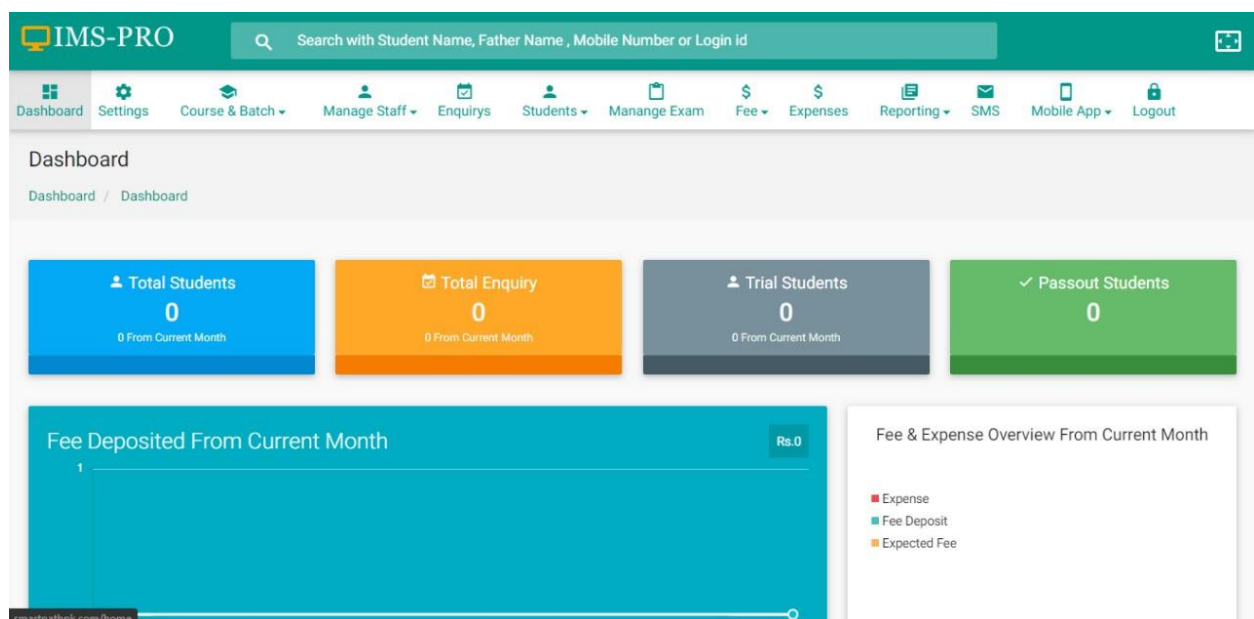 IMS-PRO
Search with Student Name, Father Name , Mobile Number or Login id
Dashboard Settings Course & Batch Manage Staff Enquirys Students Manange Exam Fee Expenses Reporting SMS Mobile App Logout
Dashboard
Dashboard / Dashboard
Total Students
0
0 From Current Month
Total Enquiry
0
0 From Current Month
Trial Students
0
0 From Current Month
Passout Students
0
Fee Deposited From Current Month
Rs.0
1
Fee & Expense Overview From Current Month
Expense
Fee Deposit
Expected Fee